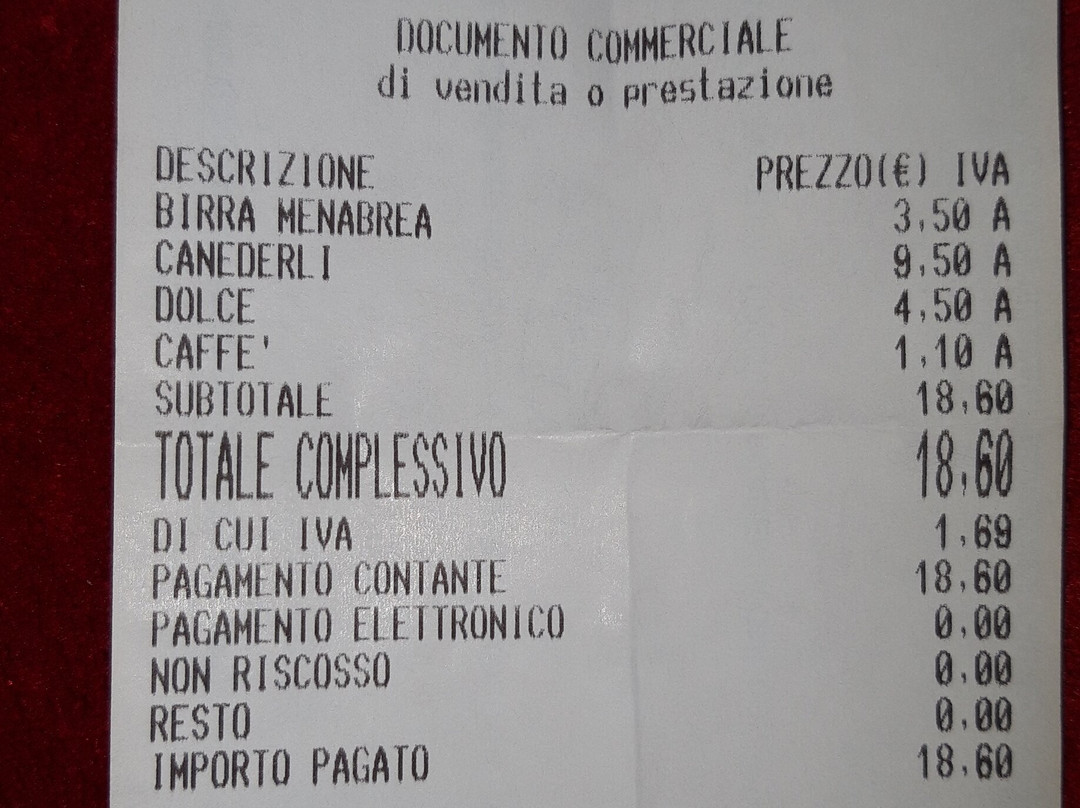 DOCUMENTO COMMERCIALE
di vendita o prestazione
DESCRIZIONE PREZZO(€) IVA
BIRRA MENABREA 3,50 A
CANEDERLI 9,50 A
DOLCE 4,50 A
CAFFE' 1,10 A
SUBTOTALE 18,60
TOTALE COMPLESSIVO 18,60
DI CUI IVA 1,69
PAGAMENTO CONTANTE 18,60
PAGAMENTO ELETTRONICO 0,00
NON RISCOSSO 0,00
RESTO 0,00
IMPORTO PAGATO 18,60